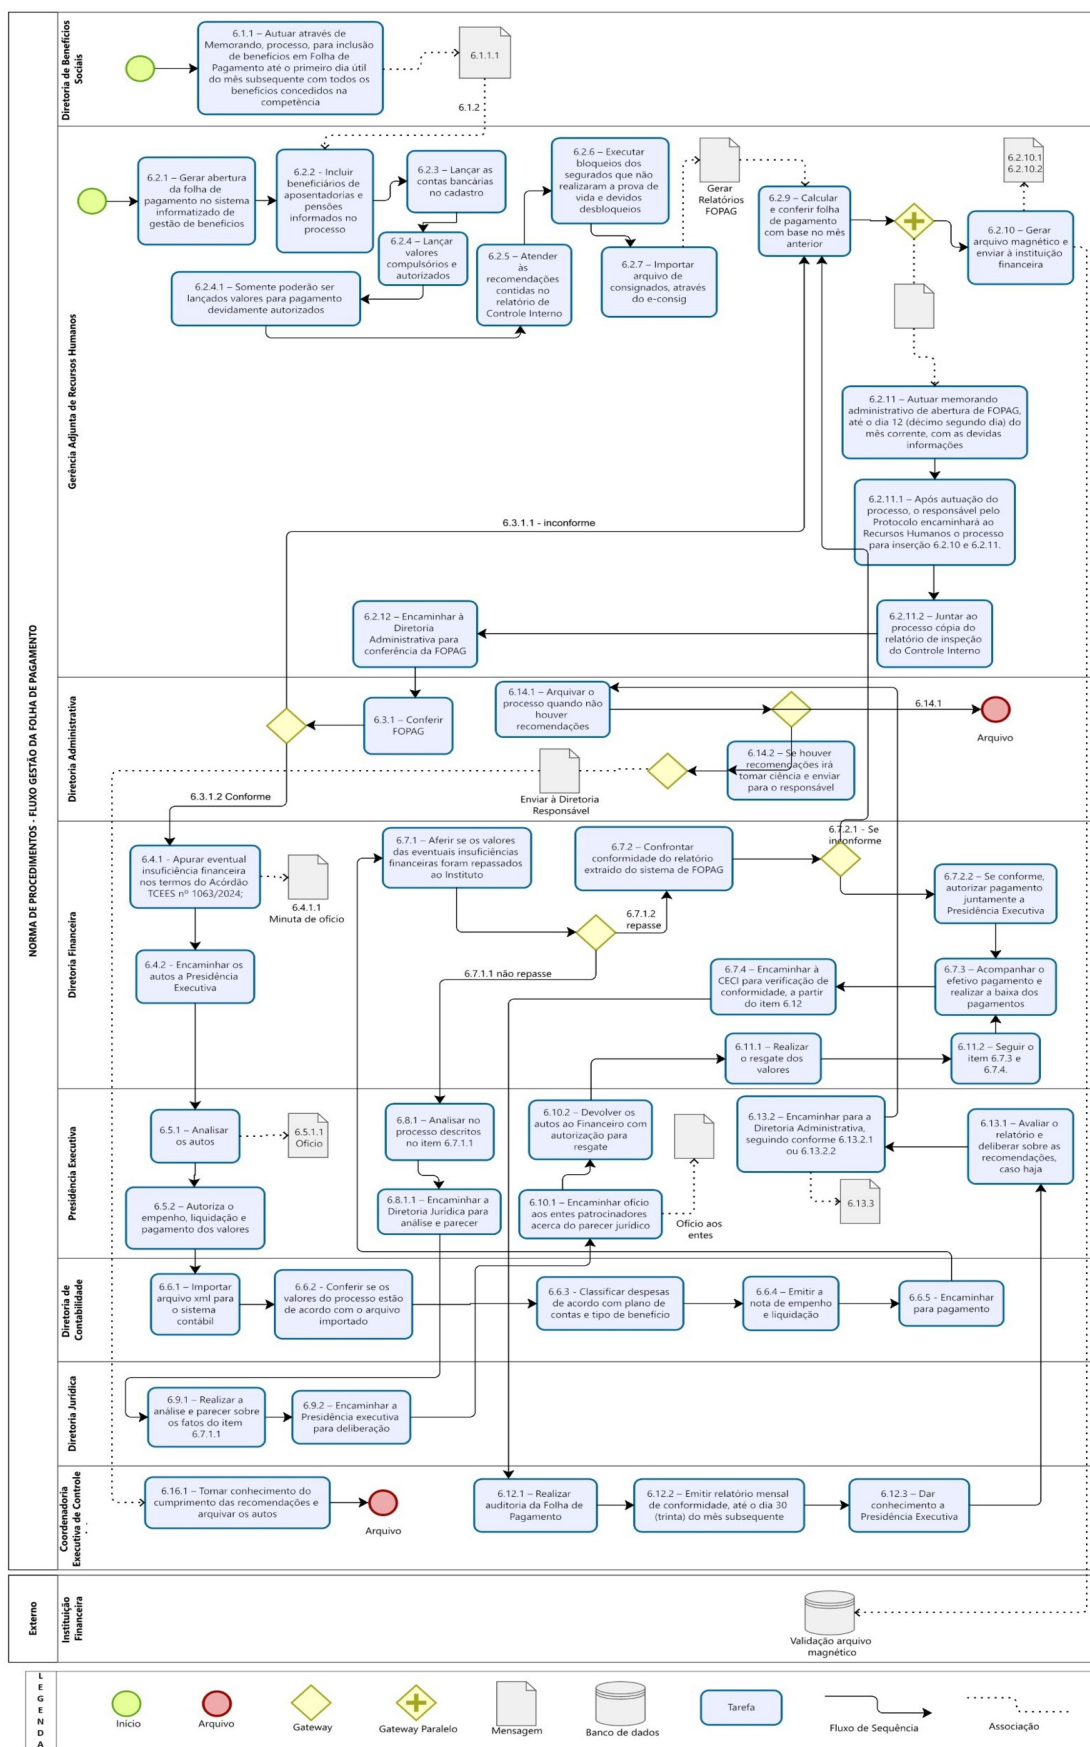 NORMA DE PROCEDIMENTOS - FLUXO GESTÃO DA FOLHA DE PAGAMENTO
Diretoria de Benefícios
Sociais
6.1.1 – Autuar através de
Memorando, processo, para inclusão
de benefícios em Folha de
Pagamento até o primeiro dia útil
do mês subsequente com todos os
benefícios concedidos na
competência
6.1.1.1
6.1.2
Gerência Adjunta de Recursos Humanos
6.2.1 – Gerar abertura
da folha de
pagamento no sistema
informatizado de
gestão de benefícios
6.2.2 - Incluir
beneficiários de
aposentadorias e
pensões informados no
processo
6.2.3 – Lançar as
contas bancárias
no cadastro
6.2.4 – Lançar
valores
compulsórios e
autorizados
6.2.4.1 – Somente poderão ser
lançados valores para pagamento
devidamente autorizados
6.2.5 – Atender
às
recomendações
contidas no
relatório de
Controle Interno
6.2.6 – Executar
bloqueios dos
segurados que não
realizaram a prova de
vida e devidos
desbloqueios
6.2.7 – Importar
arquivo de
consignados, através
do e-consig
Gerar
Relatórios
FOPAG
6.2.9 – Calcular
e conferir folha
de pagamento
com base no mês
anterior
6.2.10.1
6.2.10.2
6.2.10 – Gerar
arquivo magnético e
enviar à instituição
financeira
6.2.11 – Autuar memorando
administrativo de abertura de FOPAG,
até o dia 12 (décimo segundo dia) do
mês corrente, com as devidas
informações
6.2.11.1 – Após autuação do
processo, o responsável pelo
Protocolo encaminhará ao
Recursos Humanos o processo
para inserção 6.2.10 e 6.2.11.
6.3.1.1 - inconforme
6.2.12 – Encaminhar à
Diretoria
Administrativa para
conferência da FOPAG
6.2.11.2 – Juntar ao
processo cópia do
relatório de inspeção
do Controle Interno
Diretoria Administrativa
6.3.1 – Conferir
FOPAG
6.14.1 – Arquivar o
processo quando não
houver
recomendações
6.14.1
Arquivo
6.14.2 – Se houver
recomendações irá
tomar ciência e enviar
para o responsável
Enviar à Diretoria
Responsável
6.3.1.2 Conforme
Diretoria Financeira
6.4.1 - Apurar eventual
insuficiência financeira
nos termos do Acórdão
TCEES nº 1063/2024;
6.4.1.1
Minuta de ofício
6.4.2 - Encaminhar os
autos a Presidência
Executiva
6.7.1 – Aferir se os valores
das eventuais insuficiências
financeiras foram repassados
ao Instituto
6.7.2 – Confrontar
conformidade do relatório
extraído do sistema de
FOPAG
6.7.2.1 - Se
inconforme
6.7.1.2
repasse
6.7.1.1 não repasse
6.7.2.2 – Se conforme,
autorizar pagamento
juntamente a
Presidência Executiva
6.7.4 – Encaminhar à
CECI para verificação de
conformidade, a partir
do item 6.12
6.7.3 – Acompanhar o
efetivo pagamento e
realizar a baixa dos
pagamentos
6.11.1 – Realizar
o resgate dos
valores
6.11.2 – Seguir o
item 6.7.3 e
6.7.4.
Presidência Executiva
6.5.1 – Analisar
os autos
6.5.1.1
Ofício
6.5.2 – Autoriza o
empenho, liquidação e
pagamento dos valores
6.8.1 – Analisar no
processo descritos
no item 6.7.1.1
6.8.1.1 – Encaminhar a
Diretoria Jurídica para
análise e parecer
6.10.2 – Devolver os
autos ao Financeiro com
autorização para
resgate
6.10.1 – Encaminhar ofício
aos entes patrocinadores
acerca do parecer jurídico
Ofício aos
entes
6.13.2 – Encaminhar para a
Diretoria Administrativa,
seguindo conforme 6.13.2.1
ou 6.13.2.2
6.13.3
6.13.1 – Avaliar o
relatório e
deliberar sobre as
recomendações,
caso haja
Diretoria de
Contabilidade
6.6.1 – Importar
arquivo xml para
o sistema
contábil
6.6.2 - Conferir se os
valores do processo estão
de acordo com o arquivo
importado
6.6.3 - Classificar despesas
de acordo com plano de
contas e tipo de benefício
6.6.4 – Emitir a
nota de empenho
e liquidação
6.6.5 - Encaminhar
para pagamento
Diretoria Jurídica
6.9.1 – Realizar a
análise e parecer sobre
os fatos do item
6.7.1.1
6.9.2 – Encaminhar a
Presidência executiva
para deliberação
Coordenadoria
Executiva de Controle
6.16.1 – Tomar conhecimento do
cumprimento das recomendações e
arquivar os autos
Arquivo
6.12.1 – Realizar
auditoria da Folha de
Pagamento
6.12.2 – Emitir relatório mensal
de conformidade, até o dia 30
(trinta) do mês subsequente
6.12.3 – Dar
conhecimento a
Presidência Executiva
Externo
Instituição
Financeira
Validação arquivo
magnético
LEGENDA
Início
Arquivo
Gateway
Gateway Paralelo
Mensagem
Banco de dados
Tarefa
Fluxo de Sequência
Associação